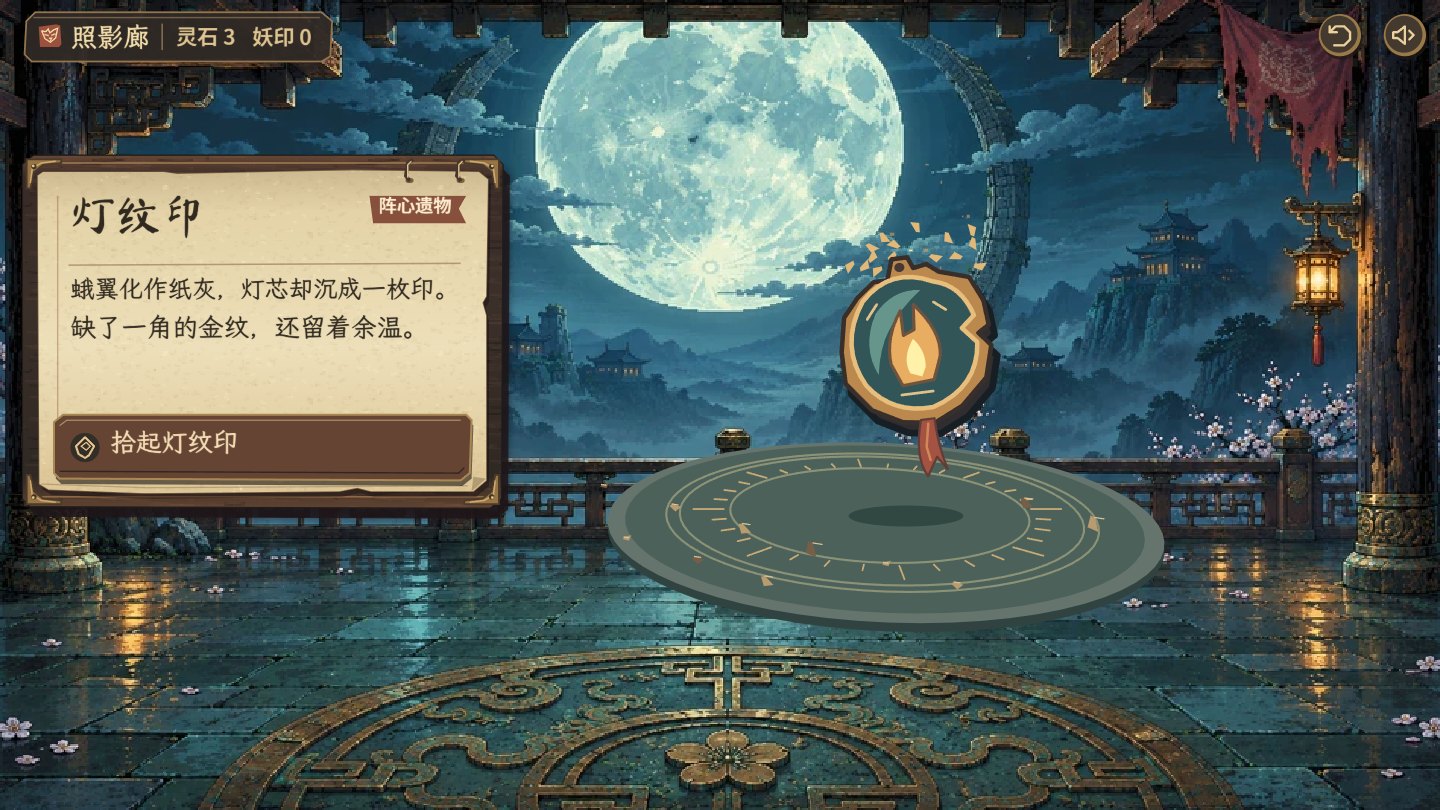 照影廊 灵石 3 妖印 0
灯纹印
阵心遗物
蛾翼化作纸灰，灯芯却沉成一枚印。
缺了一角的金纹，还留着余温。
拾起灯纹印